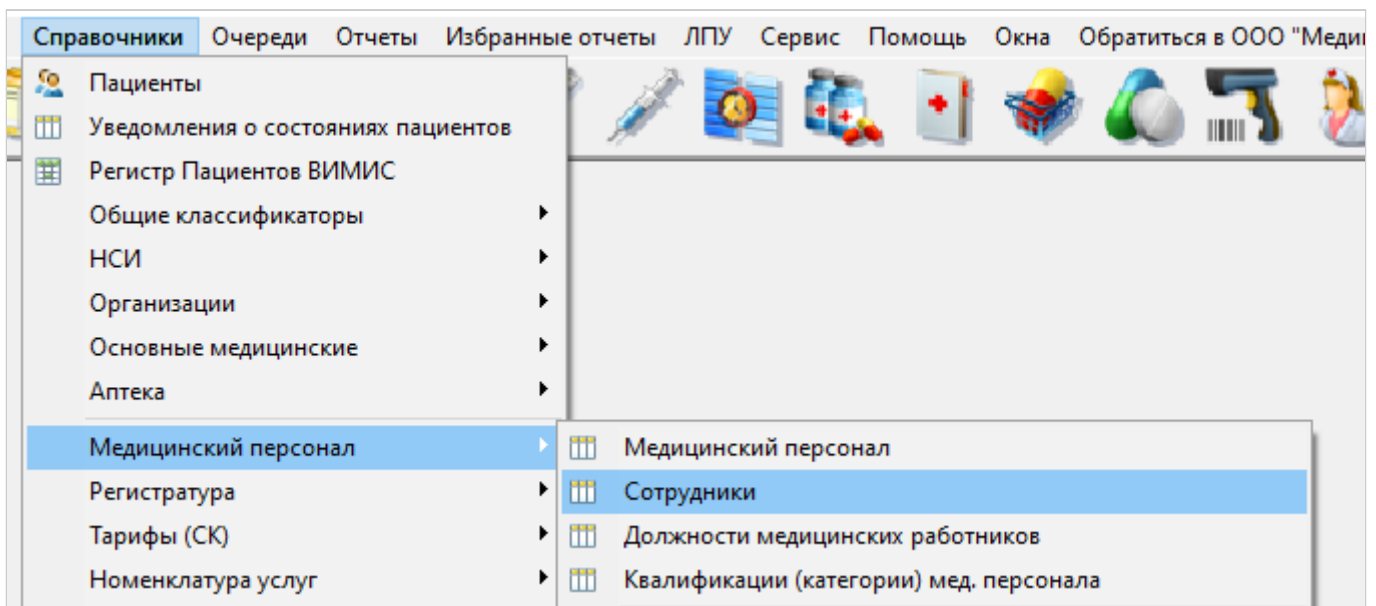 Справочники Очереди Отчеты Избранные отчеты ЛПУ Сервис Помощь Окна Обратиться в ООО "Меди
Пациенты
Уведомления о состояниях пациентов
Регистр Пациентов ВИМИС
Общие классификаторы
НСИ
Организации
Основные медицинские
Аптека
Медицинский персонал
Регистратура
Тарифы (СК)
Номенклатура услуг
Медицинский персонал
Сотрудники
Должности медицинских работников
Квалификации (категории) мед. персонала